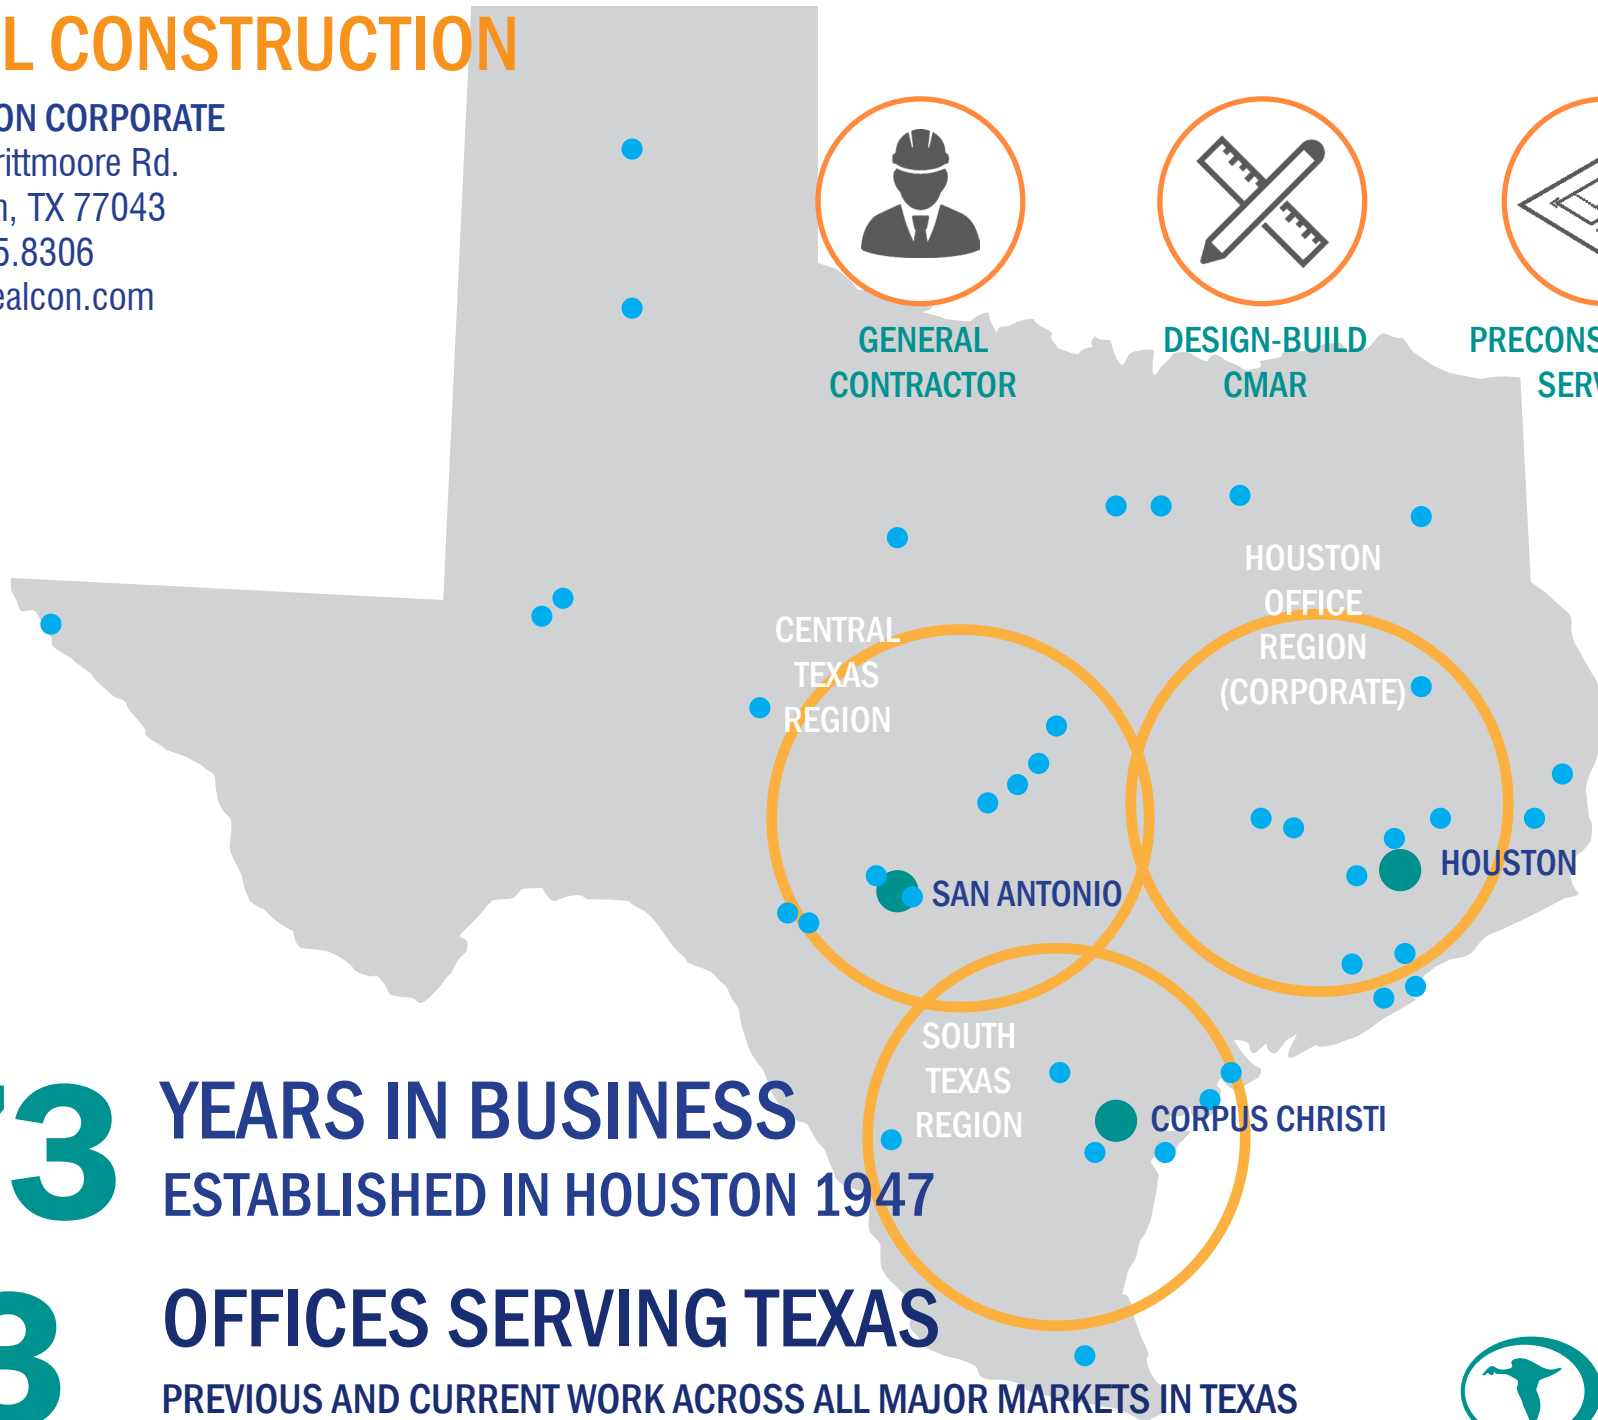 L CONSTRUCTION
ON CORPORATE
rittmoore Rd.
n, TX 77043
5.8306
ealcon.com
GENERAL
CONTRACTOR
DESIGN-BUILD
CMAR
PRECONS
SERV
HOUSTON
OFFICE
REGION
(CORPORATE)
CENTRAL
TEXAS
REGION
HOUSTON
SAN ANTONIO
SOUTH
TEXAS
REGION
CORPUS CHRISTI
73 YEARS IN BUSINESS
ESTABLISHED IN HOUSTON 1947
3 OFFICES SERVING TEXAS
PREVIOUS AND CURRENT WORK ACROSS ALL MAJOR MARKETS IN TEXAS